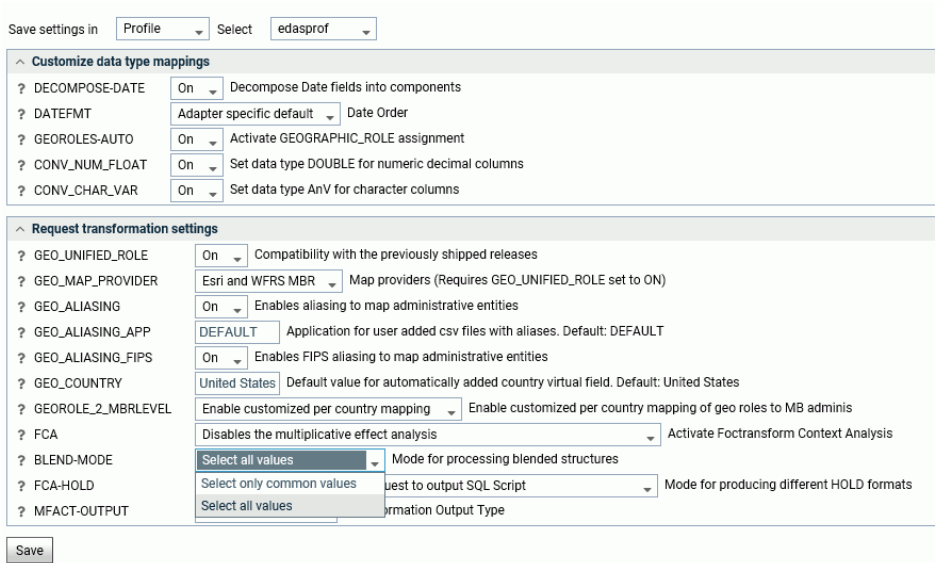 Save settings in Profile Select edasprof
Customize data type mappings
? DECOMPOSE-DATE On Decompose Date fields into components
? DATEFMT Adapter specific default Date Order
? GEOROLES-AUTO On Activate GEOGRAPHIC_ROLE assignment
? CONV_NUM_FLOAT On Set data type DOUBLE for numeric decimal columns
? CONV_CHAR_VAR On Set data type AnV for character columns
Request transformation settings
? GEO_UNIFIED_ROLE On Compatibility with the previously shipped releases
? GEO_MAP_PROVIDER Esri and WFRS MBR Map providers (Requires GEO_UNIFIED_ROLE set to ON)
? GEO_ALIASING On Enables aliasing to map administrative entities
? GEO_ALIASING_APP DEFAULT Application for user added csv files with aliases. Default: DEFAULT
? GEO_ALIASING_FIPS On Enables FIPS aliasing to map administrative entities
? GEO_COUNTRY United States Default value for automatically added country virtual field. Default: United States
? GEOROLE_2_MBRLEVEL Enable customized per country mapping Enable customized per country mapping of geo roles to MB adminis
? FCA Disables the multiplicative effect analysis Activate Foctransform Context Analysis
? BLEND-MODE Select all values Mode for processing blended structures
? FCA-HOLD Select only common values uest to output SQL Script Mode for producing different HOLD formats
? MFACT-OUTPUT Select all values rmation Output Type
Save